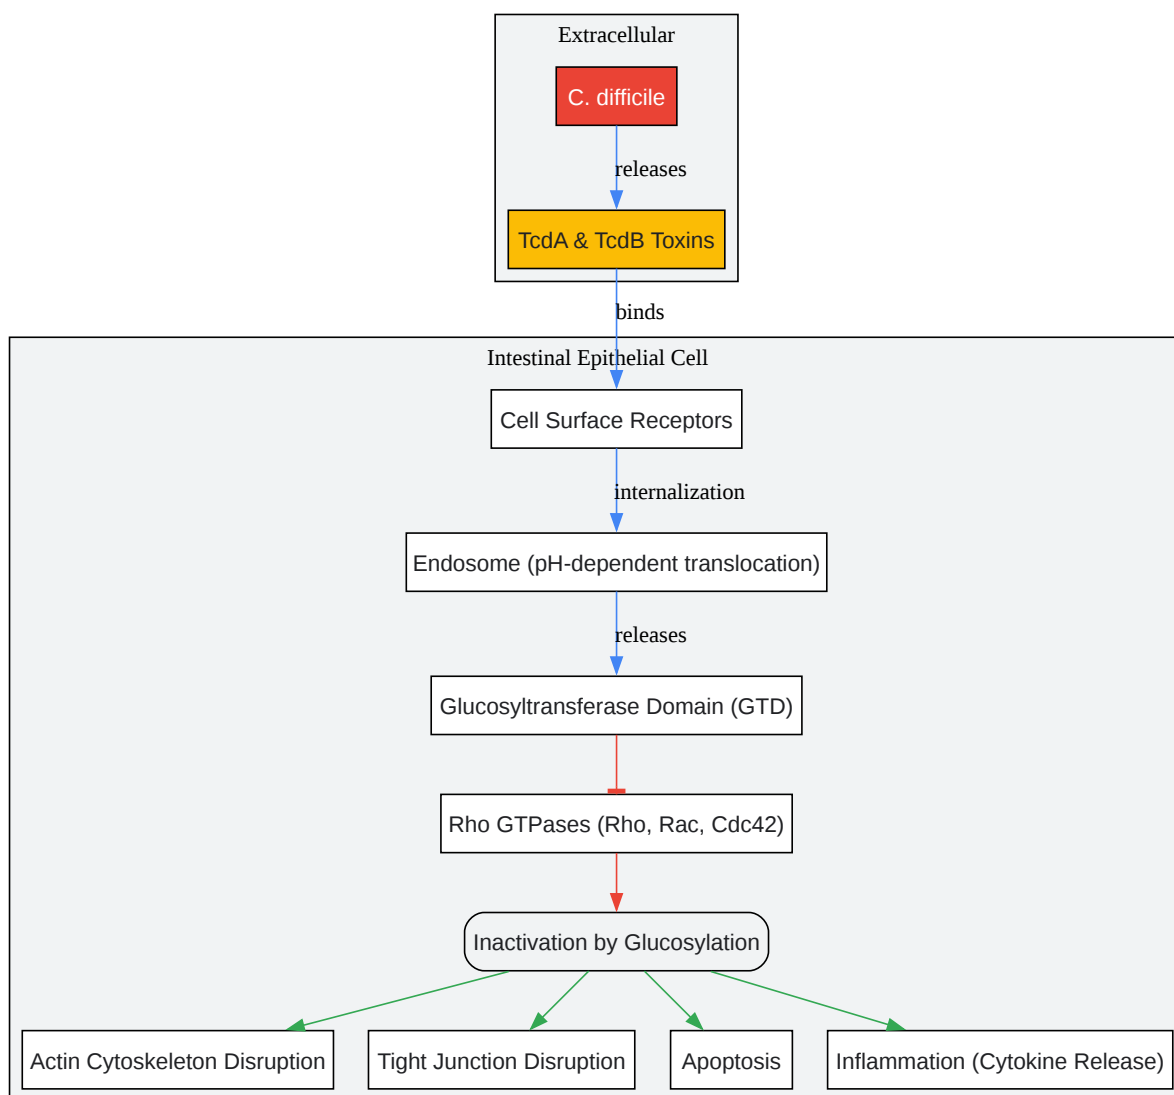 Extracellular
C. difficile
releases
TcdA & TcdB Toxins
binds
Intestinal Epithelial Cell
Cell Surface Receptors
internalization
Endosome (pH-dependent translocation)
releases
Glucosyltransferase Domain (GTD)
Rho GTPases (Rho, Rac, Cdc42)
Inactivation by Glucosylation
Actin Cytoskeleton Disruption
Tight Junction Disruption
Apoptosis
Inflammation (Cytokine Release)